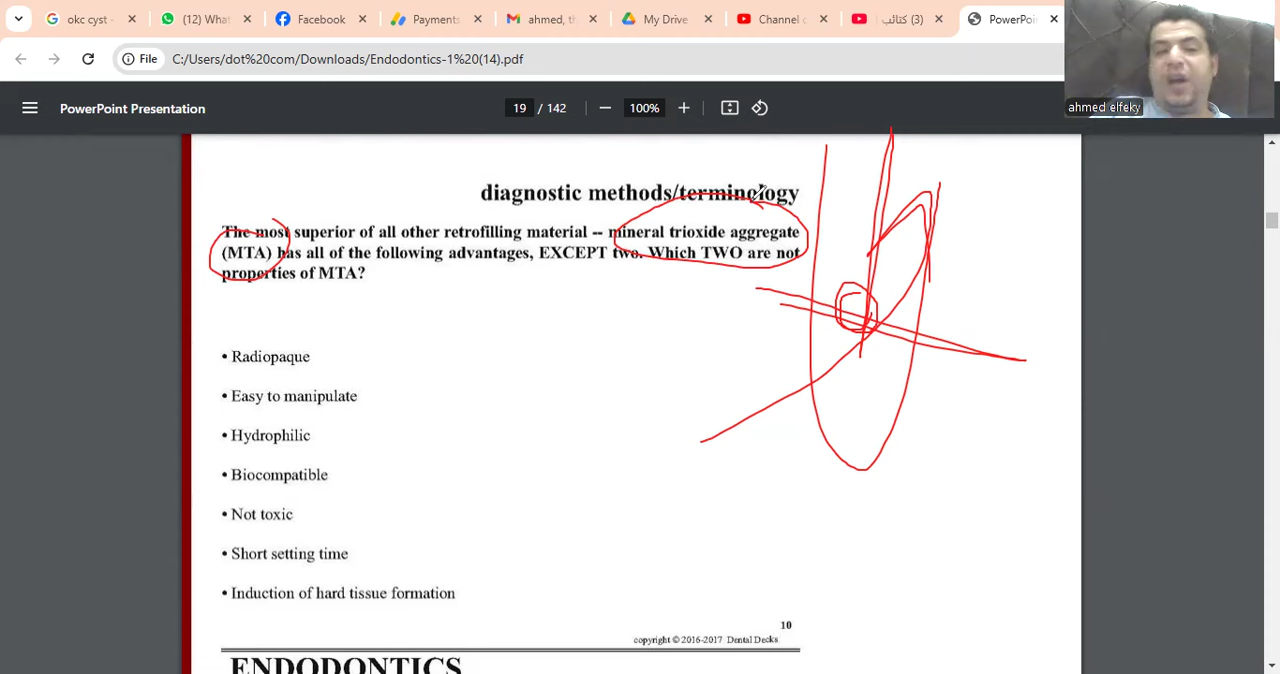 okc cyst -
(12) What
Facebook
Payments
ahmed, th
My Drive
Channel c
(3) كتائب
PowerPoi
File
C:/Users/dot%20com/Downloads/Endodontics-1%20(14).pdf
ahmed elfeky
PowerPoint Presentation
19 / 142
100%
diagnostic methods/terminology
The most superior of all other retrofilling material -- mineral trioxide aggregate
(MTA) has all of the following advantages, EXCEPT two. Which TWO are not
properties of MTA?
• Radiopaque
• Easy to manipulate
• Hydrophilic
• Biocompatible
• Not toxic
• Short setting time
• Induction of hard tissue formation
10
copyright © 2016-2017 Dental Decks
ENDODONTICS